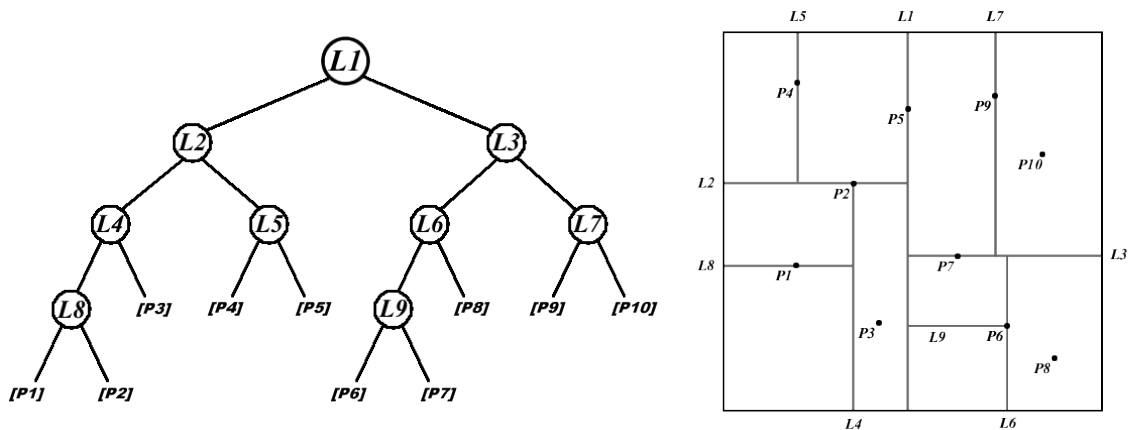 L1
L2 L3
L4 L5 L6 L7
[P3] [P4] [P5] [P8] [P9] [P10]
L8 L9
[P1] [P2] [P6] [P7]
L5 L1 L7
P4
P9
P5
P10
L2
P2
L3
P7
L8
P1
P3 L9 P6
P8
L4 L6